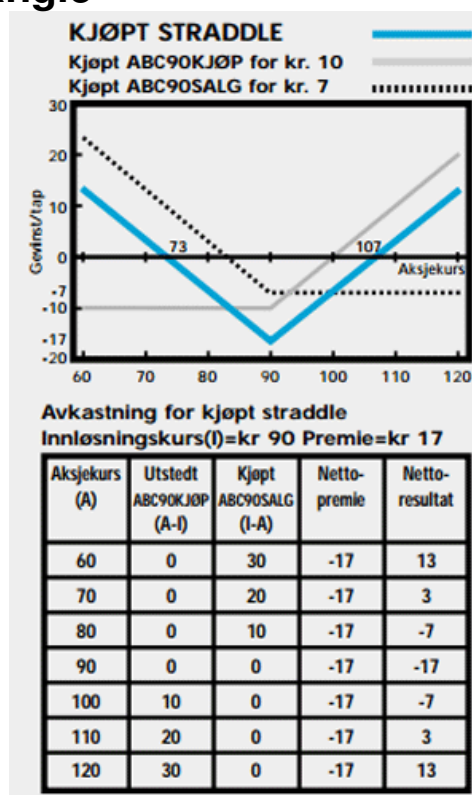 KJØPT STRADDLE
Kjøpt ABC90KJØP for kr. 10
Kjøpt ABC90SALG for kr. 7
30
20
10
0
-7
-10
-17
-20
Gevinst/tap
73
107
Aksjekurs
60 70 80 90 100 110 120
Avkastning for kjøpt straddle
Innløsningskurs(I)=kr 90 Premie=kr 17
Aksjekurs Utstedt Kjøpt Netto- Netto-
(A) ABC90KJØP ABC90SALG premie resultat
(A-I) (I-A)
60 0 30 -17 13
70 0 20 -17 3
80 0 10 -17 -7
90 0 0 -17 -17
100 10 0 -17 -7
110 20 0 -17 3
120 30 0 -17 13